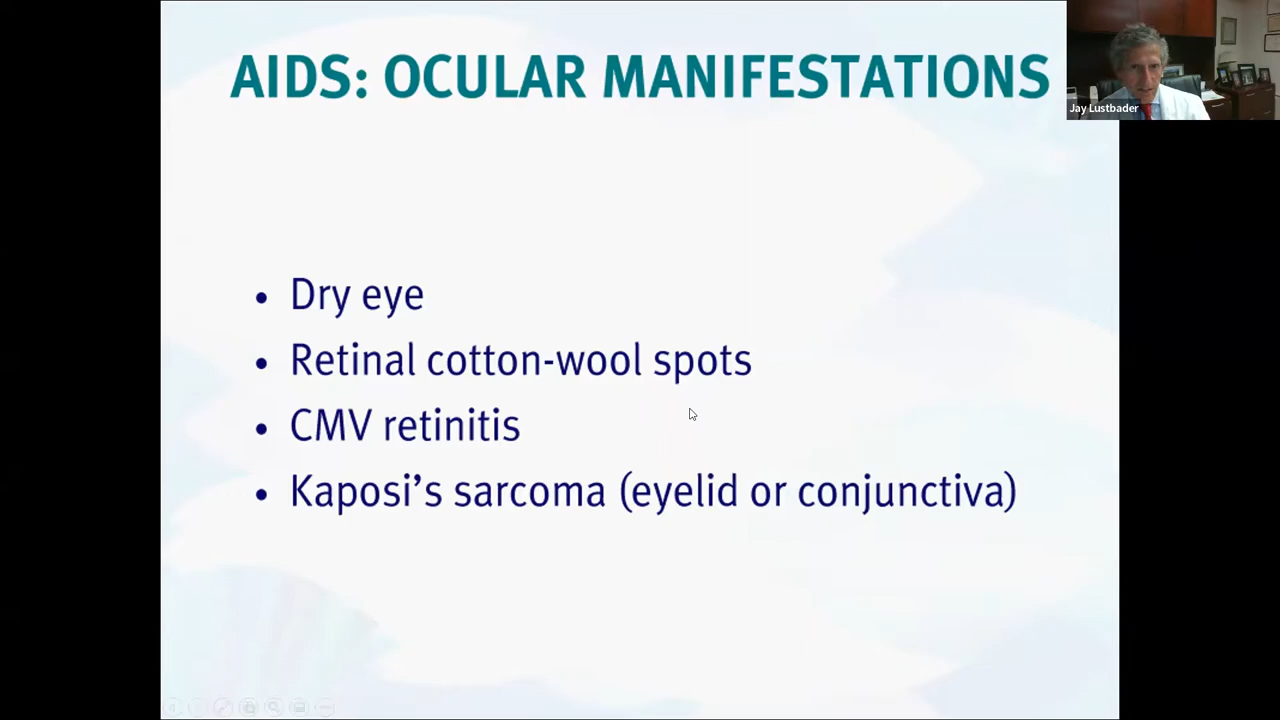 AIDS: OCULAR MANIFESTATIONS
Jay Lustbader
• Dry eye
• Retinal cotton-wool spots
• CMV retinitis
• Kaposi’s sarcoma (eyelid or conjunctiva)